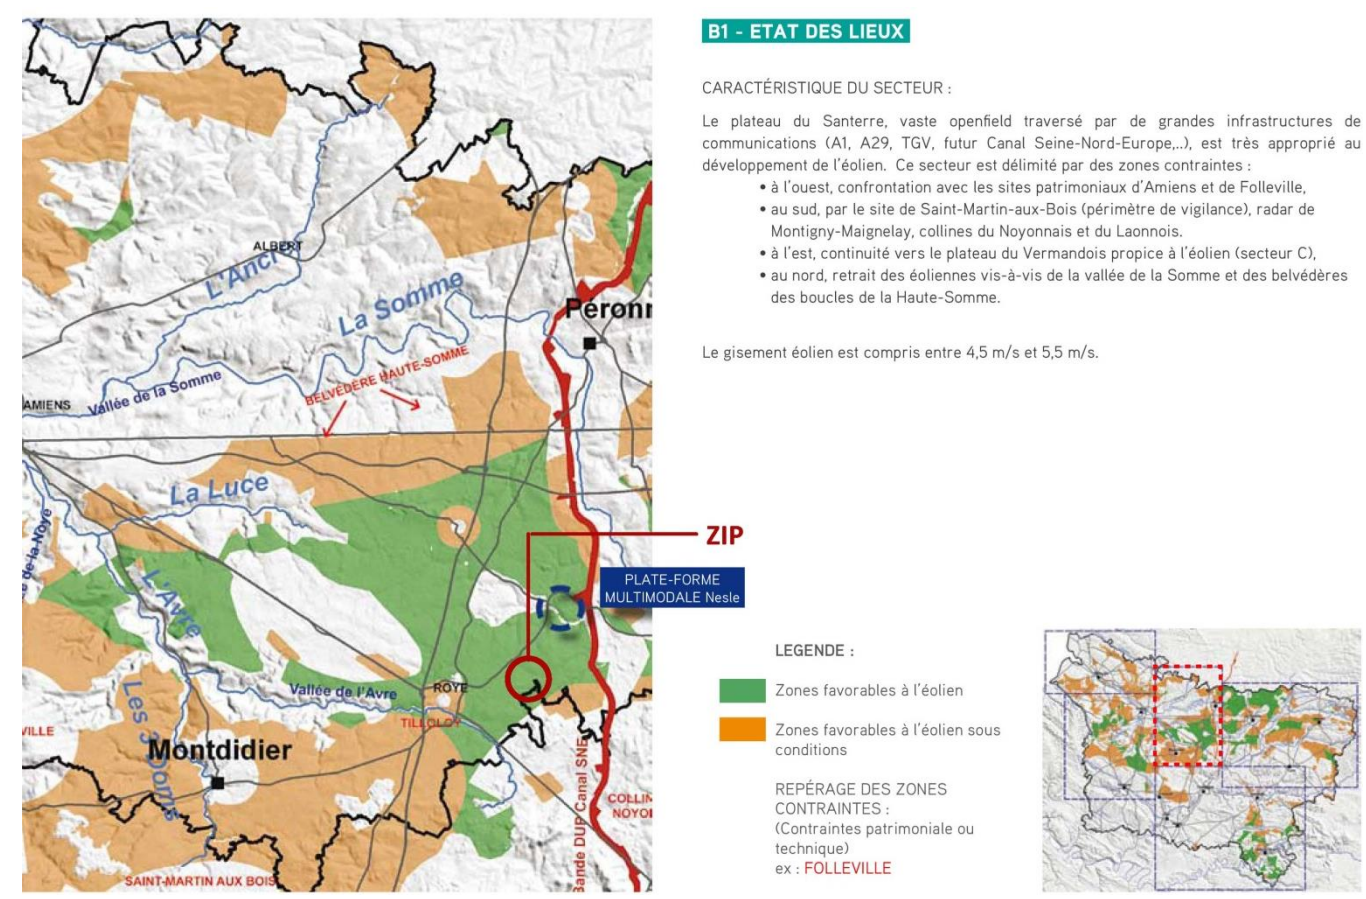 B1 - ETAT DES LIEUX
CARACTÉRISTIQUE DU SECTEUR :
Le plateau du Santerre, vaste openfield traversé par de grandes infrastructures de
communications (A1, A29, TGV, futur Canal Seine-Nord-Europe,..), est très approprié au
développement de l'éolien. Ce secteur est délimité par des zones contraintes :
• à l'ouest, confrontation avec les sites patrimoniaux d'Amiens et de Folleville,
• au sud, par le site de Saint-Martin-aux-Bois (périmètre de vigilance), radar de
Montigny-Maignelay, collines du Noyonnais et du Laonnois.
• à l'est, continuité vers le plateau du Vermandois propice à l'éolien (secteur C),
• au nord, retrait des éoliennes vis-à-vis de la vallée de la Somme et des belvédères
des boucles de la Haute-Somme.
Le gisement éolien est compris entre 4,5 m/s et 5,5 m/s.
ALBERT
L'Ancre
La Somme
Péronn
BELVÉDÈRE HAUTE-SOMME
Vallée de la Somme
AMIENS
La Luce
ZIP
de la Noye
PLATE-FORME
MULTIMODALE Nesle
L'Avre
Vallée de l'Avre
ROYE
TILLOLOY
Les 3 Doms
VILLE
Montdidier
Bande DUP Canal SNE
COLLIN
NOYO
SAINT-MARTIN AUX BOIS
LEGENDE :
Zones favorables à l'éolien
Zones favorables à l'éolien sous
conditions
REPÉRAGE DES ZONES
CONTRAINTES :
(Contraintes patrimoniale ou
technique)
ex : FOLLEVILLE